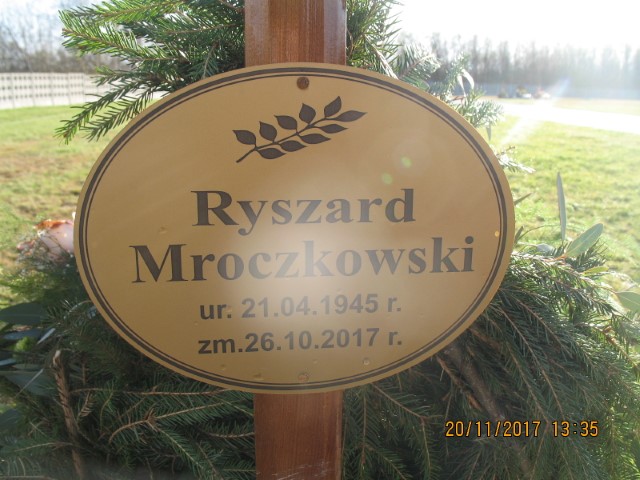 Ryszard
Mroczkowski
ur. 21.04.1945 r.
zm.26.10.2017 r.
20/11/2017 13:35